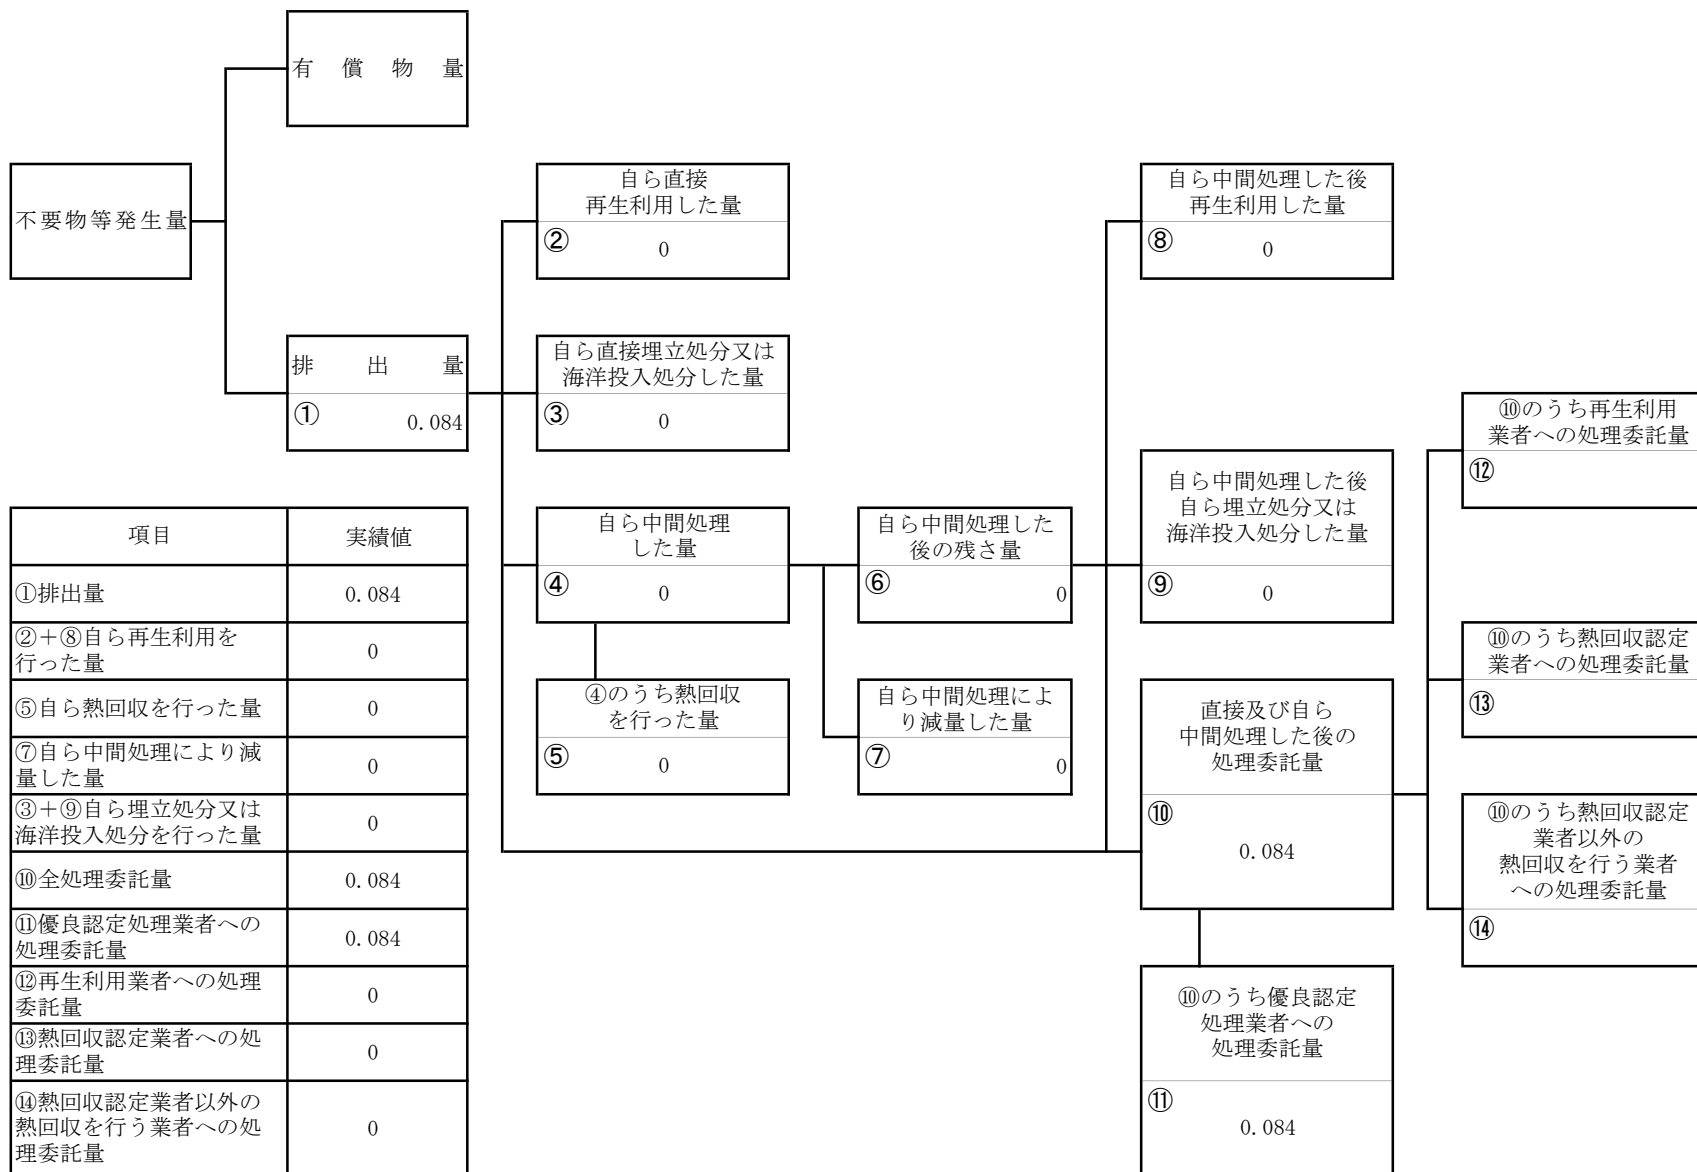 有償物量
不要物等発生量
自ら直接
再生利用した量
②
0
自ら中間処理した後
再生利用した量
⑧
0
排出量
①
0.084
自ら直接埋立処分又は
海洋投入処分した量
③
0
⑩のうち再生利用
業者への処理委託量
⑫
自ら中間処理
した量
④
0
自ら中間処理した
後の残さ量
⑥
0
自ら中間処理した後
自ら埋立処分又は
海洋投入処分した量
⑨
0
⑩のうち熱回収認定
業者への処理委託量
⑬
④のうち熱回収
を行った量
⑤
0
自ら中間処理によ
り減量した量
⑦
0
直接及び自ら
中間処理した後の
処理委託量
⑩
0.084
⑩のうち熱回収認定
業者以外の
熱回収を行う業者
への処理委託量
⑭
⑩のうち優良認定
処理業者への
処理委託量
⑪
0.084
項目 実績値
①排出量 0.084
②+⑧自ら再生利用を
行った量
0
⑤自ら熱回収を行った量 0
⑦自ら中間処理により減
量した量
0
③+⑨自ら埋立処分又は
海洋投入処分を行った量
0
⑩全処理委託量 0.084
⑪優良認定処理業者への
処理委託量
0.084
⑫再生利用業者への処理
委託量
0
⑬熱回収認定業者への処
理委託量
0
⑭熱回収認定業者以外の
熱回収を行う業者への処
理委託量
0